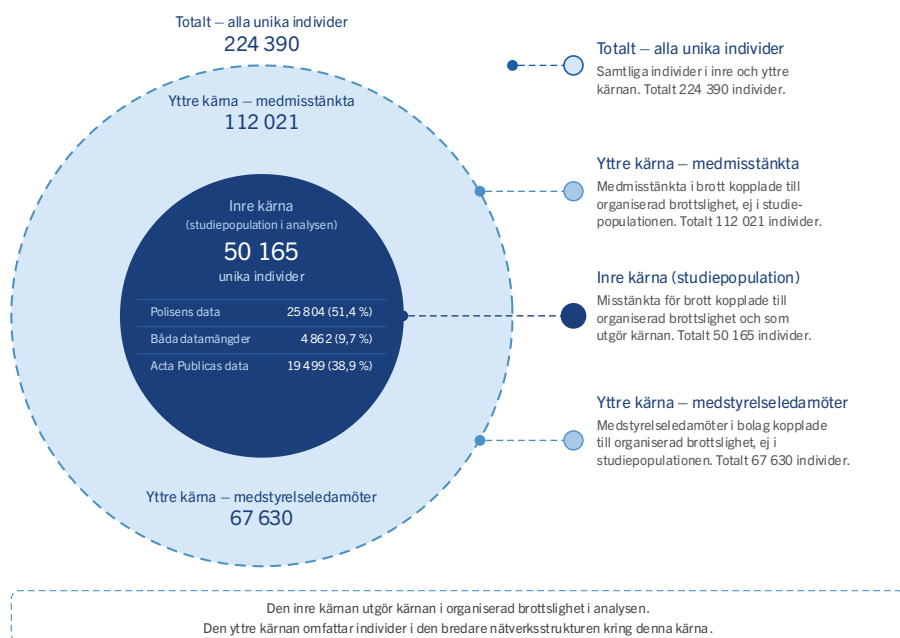 Totalt – alla unika individer
224 390
Yttre kärna – medmisstänkta
112 021
Inre kärna
(studiepopulation i analysen)
50 165
unika individer
Polisens data 25 804 (51,4 %)
Båda datamängder 4 862 (9,7 %)
Acta Publicas data 19 499 (38,9 %)
Yttre kärna – medstyrelseledamöter
67 630
Totalt – alla unika individer
Samtliga individer i inre och yttre
kärnan. Totalt 224 390 individer.
Yttre kärna – medmisstänkta
Medmisstänkta i brott kopplade till
organiserad brottslighet, ej i studie-
populationen. Totalt 112 021 individer.
Inre kärna (studiepopulation)
Misstänkta för brott kopplade till
organiserad brottslighet och som
utgör kärnan. Totalt 50 165 individer.
Yttre kärna – medstyrelseledamöter
Medstyrelseledamöter i bolag kopplade
till organiserad brottslighet, ej i
studiepopulationen. Totalt 67 630 individer.
Den inre kärnan utgör kärnan i organiserad brottslighet i analysen.
Den yttre kärnan omfattar individer i den bredare nätverksstrukturen kring denna kärna.